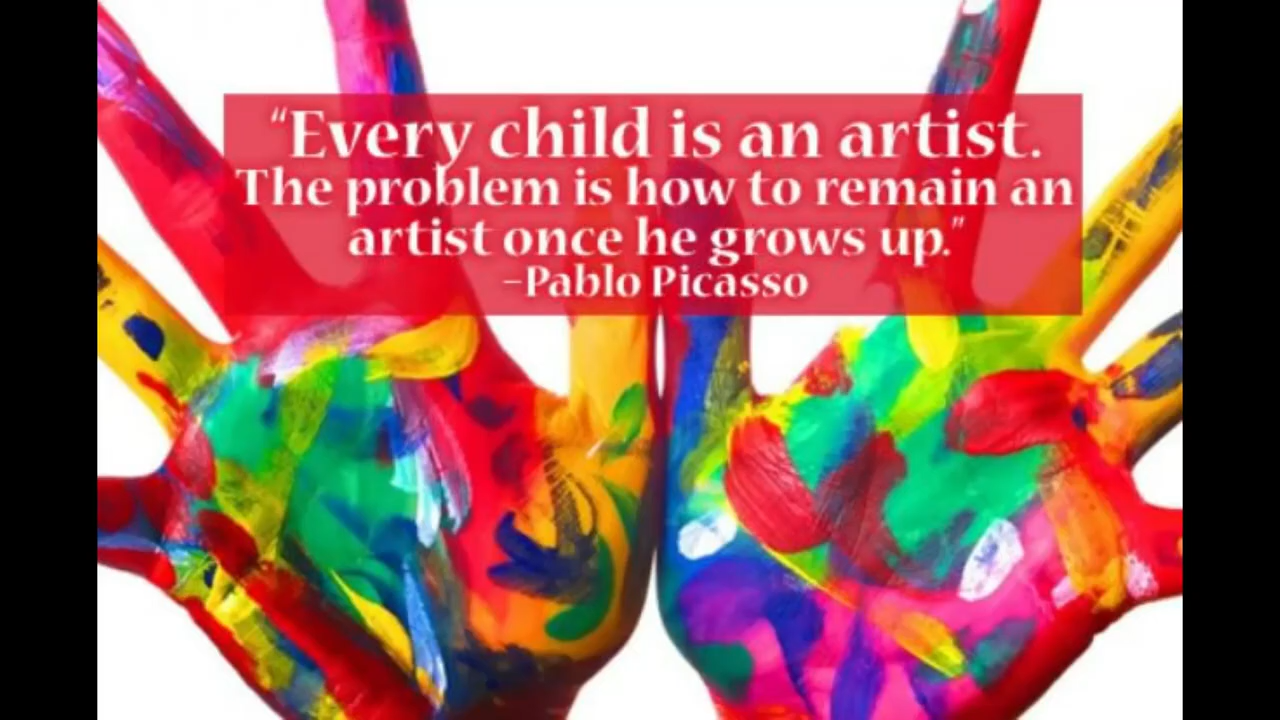 “Every child is an artist.
The problem is how to remain an
artist once he grows up.”
–Pablo Picasso